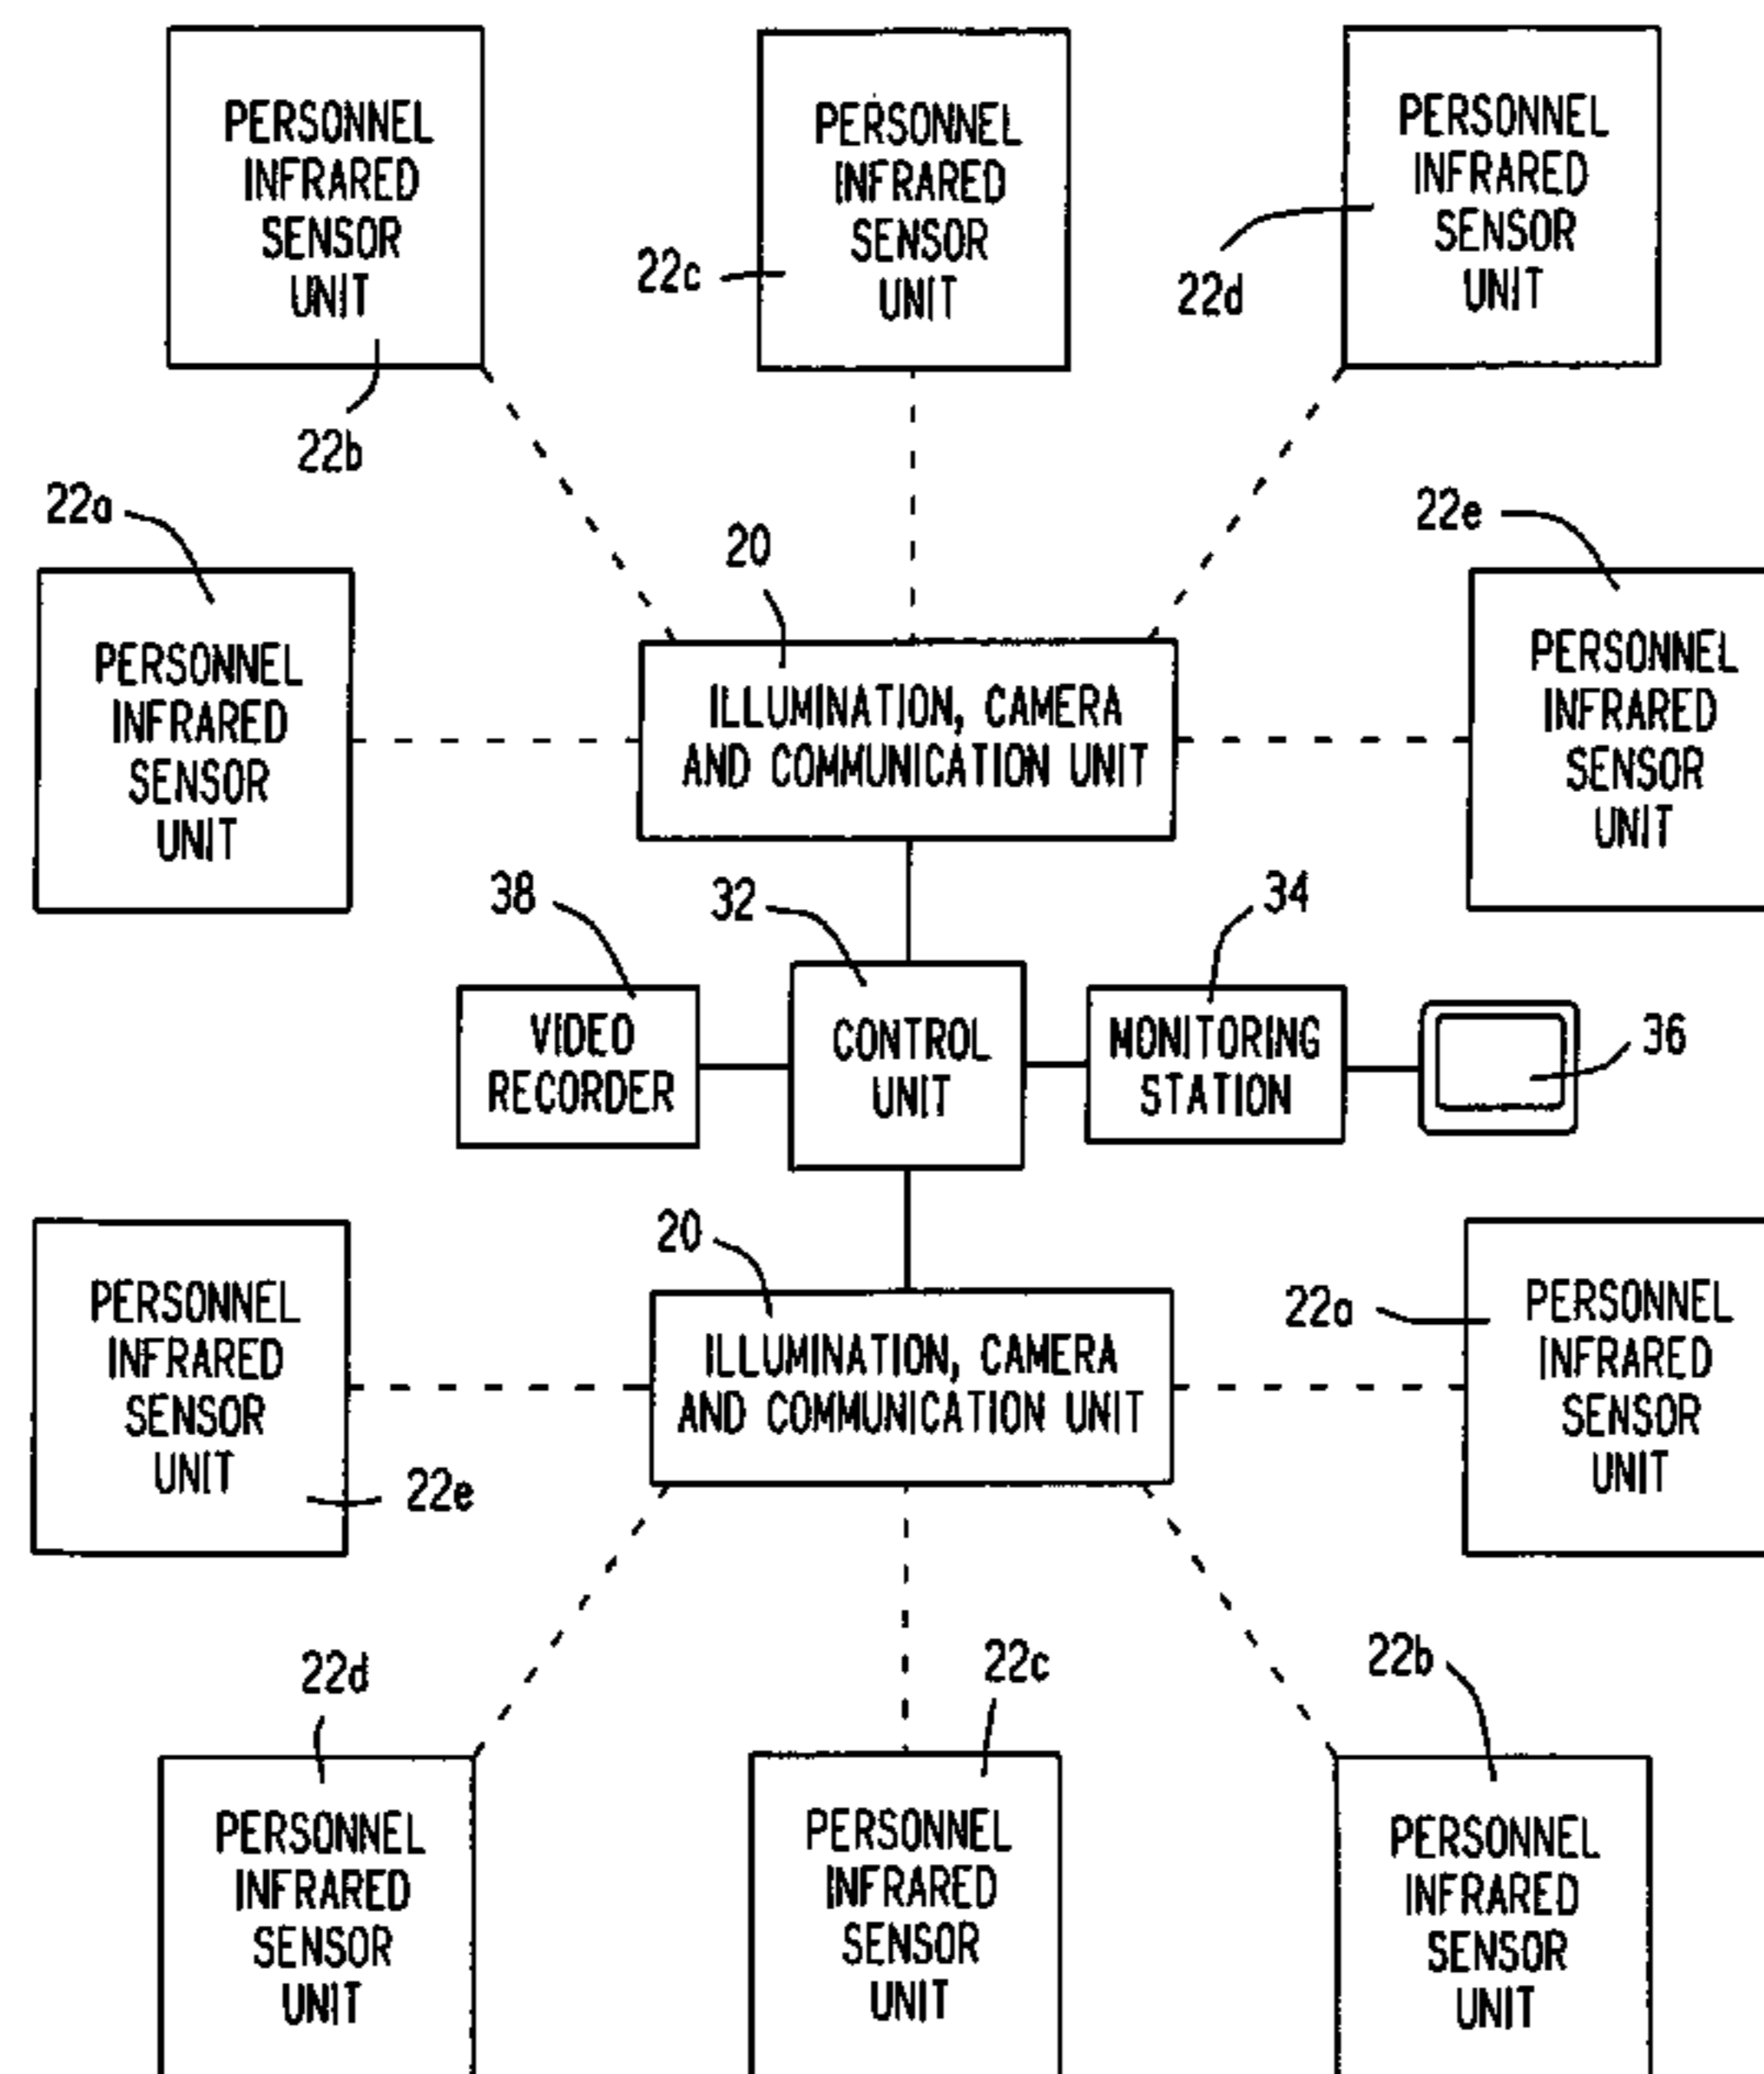 PERSONNEL
INFRARED
SENSOR
UNIT
22b
PERSONNEL
INFRARED
SENSOR
UNIT
22c
PERSONNEL
INFRARED
SENSOR
UNIT
22d
22a
PERSONNEL
INFRARED
SENSOR
UNIT
20
ILLUMINATION, CAMERA
AND COMMUNICATION UNIT
22e
PERSONNEL
INFRARED
SENSOR
UNIT
38
VIDEO
RECORDER
32
CONTROL
UNIT
34
MONITORING
STATION
36
PERSONNEL
INFRARED
SENSOR
UNIT
22e
20
ILLUMINATION, CAMERA
AND COMMUNICATION UNIT
22a
PERSONNEL
INFRARED
SENSOR
UNIT
22d
PERSONNEL
INFRARED
SENSOR
UNIT
22c
PERSONNEL
INFRARED
SENSOR
UNIT
22b
PERSONNEL
INFRARED
SENSOR
UNIT